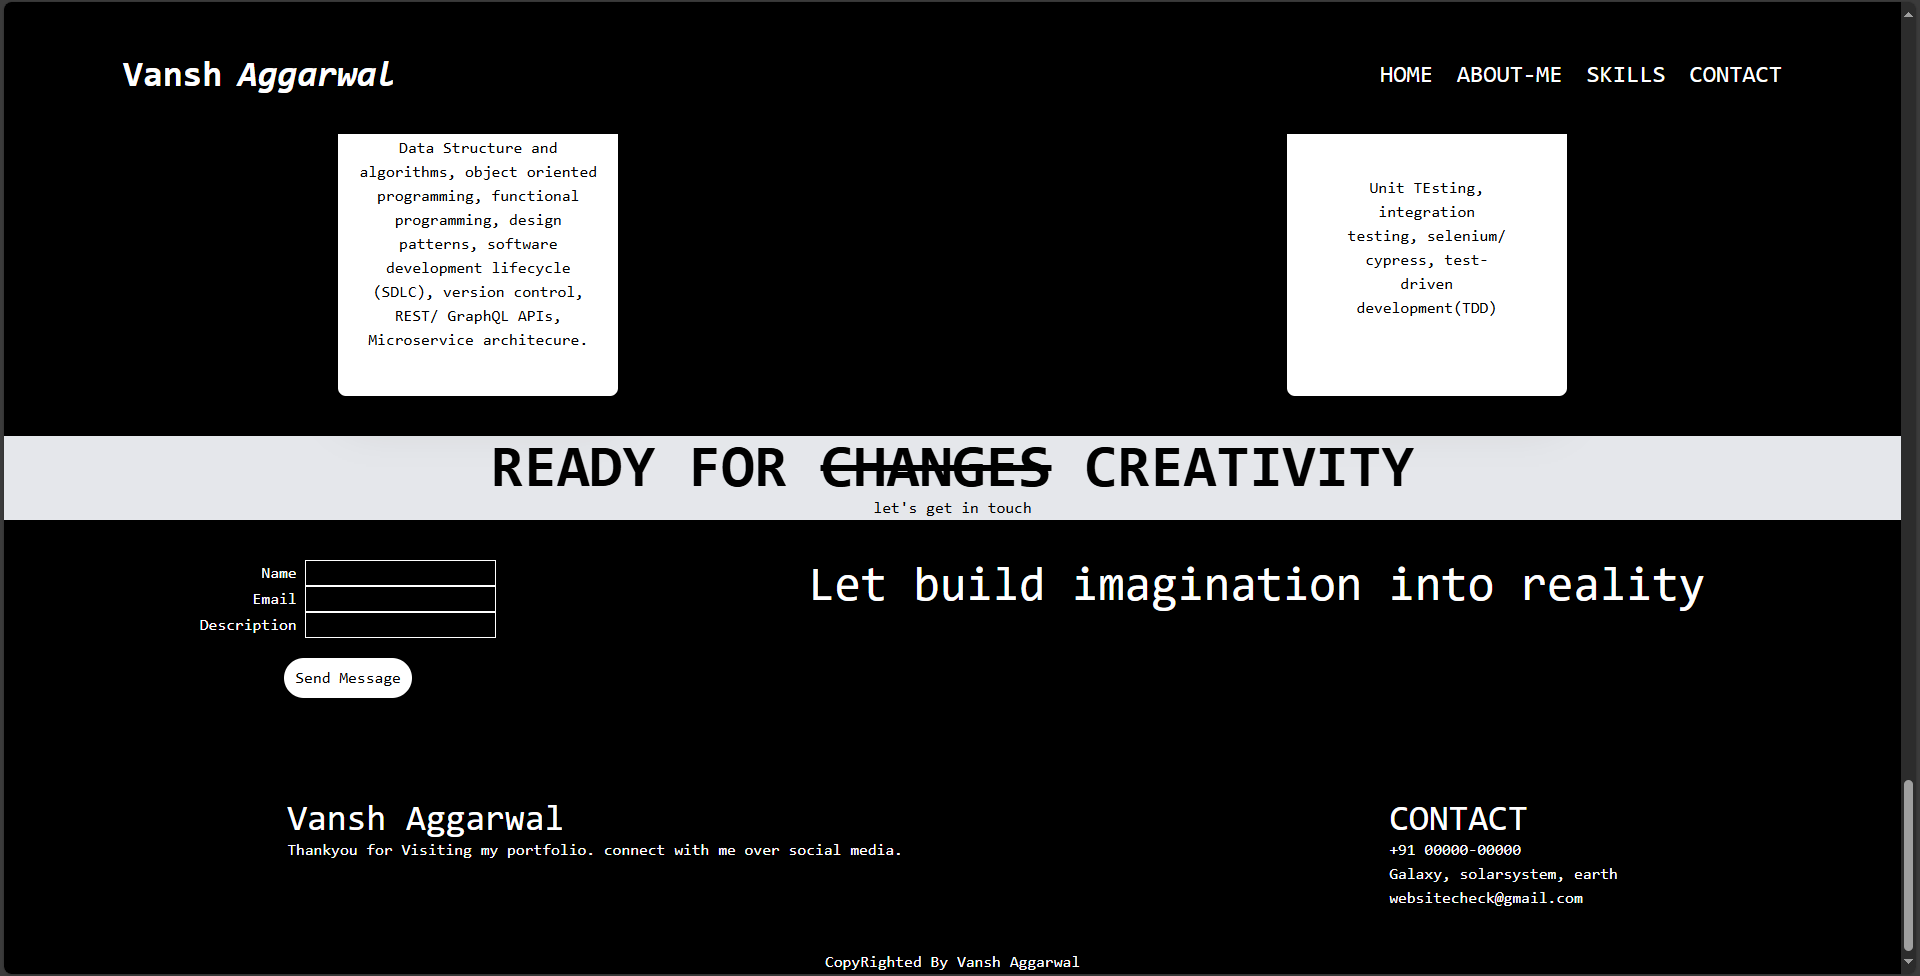 Vansh Aggarwal
HOME ABOUT-ME SKILLS CONTACT
Data Structure and
algorithms, object oriented
programming, functional
programming, design
patterns, software
development lifecycle
(SDLC), version control,
REST/ GraphQL APIs,
Microservice architecure.
Unit TEsting,
integration
testing, selenium/
cypress, test-
driven
development(TDD)
READY FOR CHANGES CREATIVITY
let's get in touch
Name
Email
Description
Send Message
Let build imagination into reality
Vansh Aggarwal
Thankyou for Visiting my portfolio. connect with me over social media.
CONTACT
+91 00000-00000
Galaxy, solarsystem, earth
websitecheck@gmail.com
CopyRighted By Vansh Aggarwal